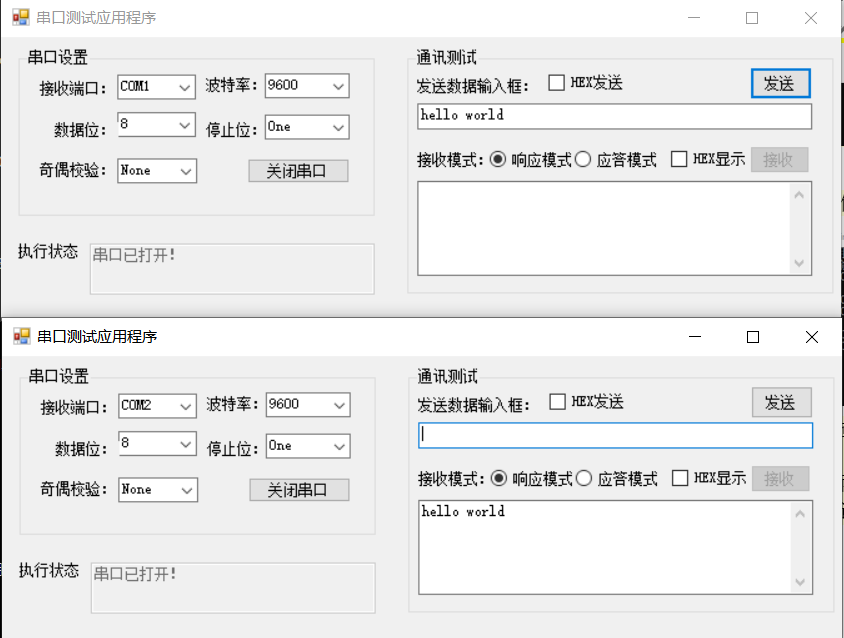 串口测试应用程序
串口设置
接收端口： COM1 波特率： 9600
数据位： 8 停止位： One
奇偶校验： None 关闭串口
执行状态 串口已打开！
通讯测试
发送数据输入框： HEX发送 发送
hello world
接收模式： 响应模式 应答模式 HEX显示 接收
串口测试应用程序
串口设置
接收端口： COM2 波特率： 9600
数据位： 8 停止位： One
奇偶校验： None 关闭串口
执行状态 串口已打开！
通讯测试
发送数据输入框： HEX发送 发送
接收模式： 响应模式 应答模式 HEX显示 接收
hello world